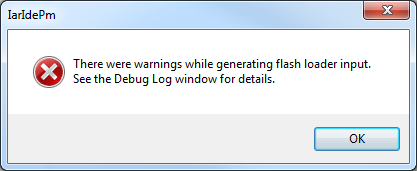 IarIdePm
There were warnings while generating flash loader input.
See the Debug Log window for details.
OK